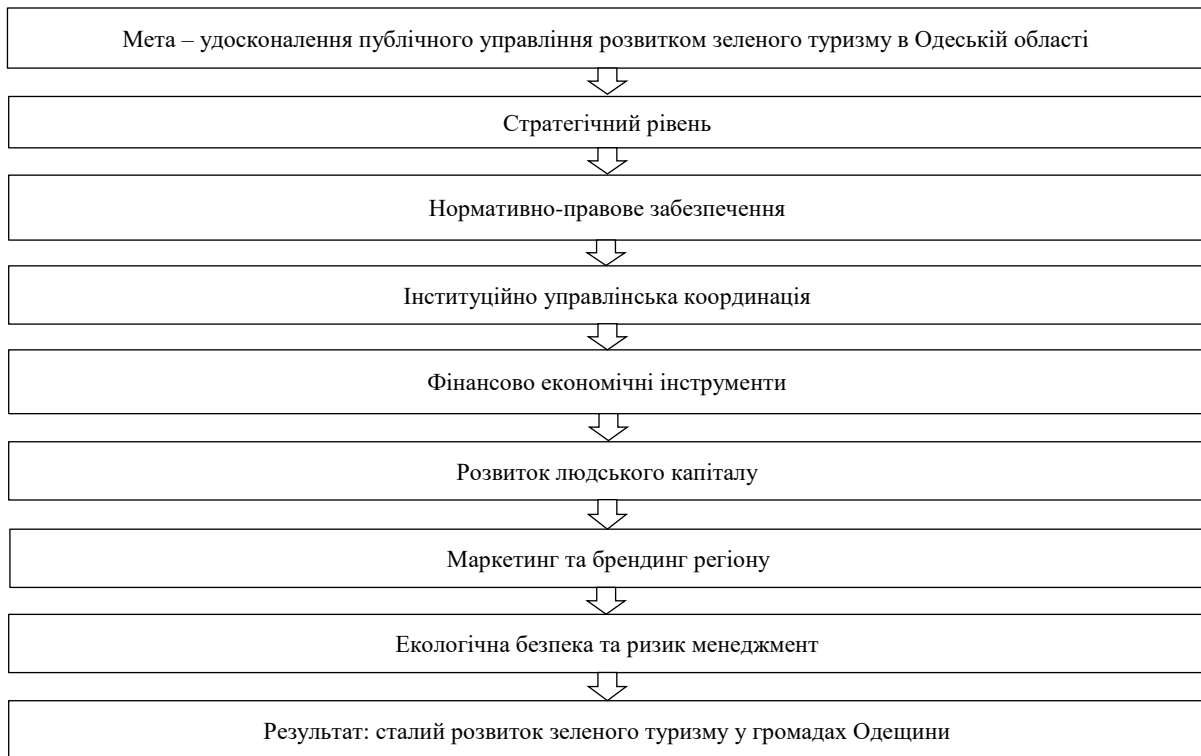 Мета – удосконалення публічного управління розвитком зеленого туризму в Одеській області
Стратегічний рівень
Нормативно-правове забезпечення
Інституційно управлінська координація
Фінансово економічні інструменти
Розвиток людського капіталу
Маркетинг та брендинг регіону
Екологічна безпека та ризик менеджмент
Результат: сталий розвиток зеленого туризму у громадах Одещини